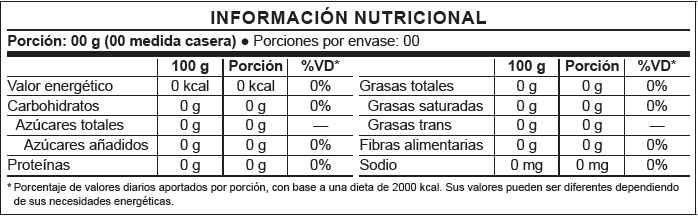 INFORMACIÓN NUTRICIONAL
Porción: 00 g (00 medida casera) ● Porciones por envase: 00
100 g Porción %VD* 100 g Porción %VD*
Valor energético 0 kcal 0 kcal 0% Grasas totales 0 g 0 g 0%
Carbohidratos 0 g 0 g 0% Grasas saturadas 0 g 0 g 0%
Azúcares totales 0 g 0 g — Grasas trans 0 g 0 g —
Azúcares añadidos 0 g 0 g 0% Fibras alimentarias 0 g 0 g 0%
Proteínas 0 g 0 g 0% Sodio 0 mg 0 mg 0%
* Porcentaje de valores diarios aportados por porción, con base a una dieta de 2000 kcal. Sus valores pueden ser diferentes dependiendo
de sus necesidades energéticas.